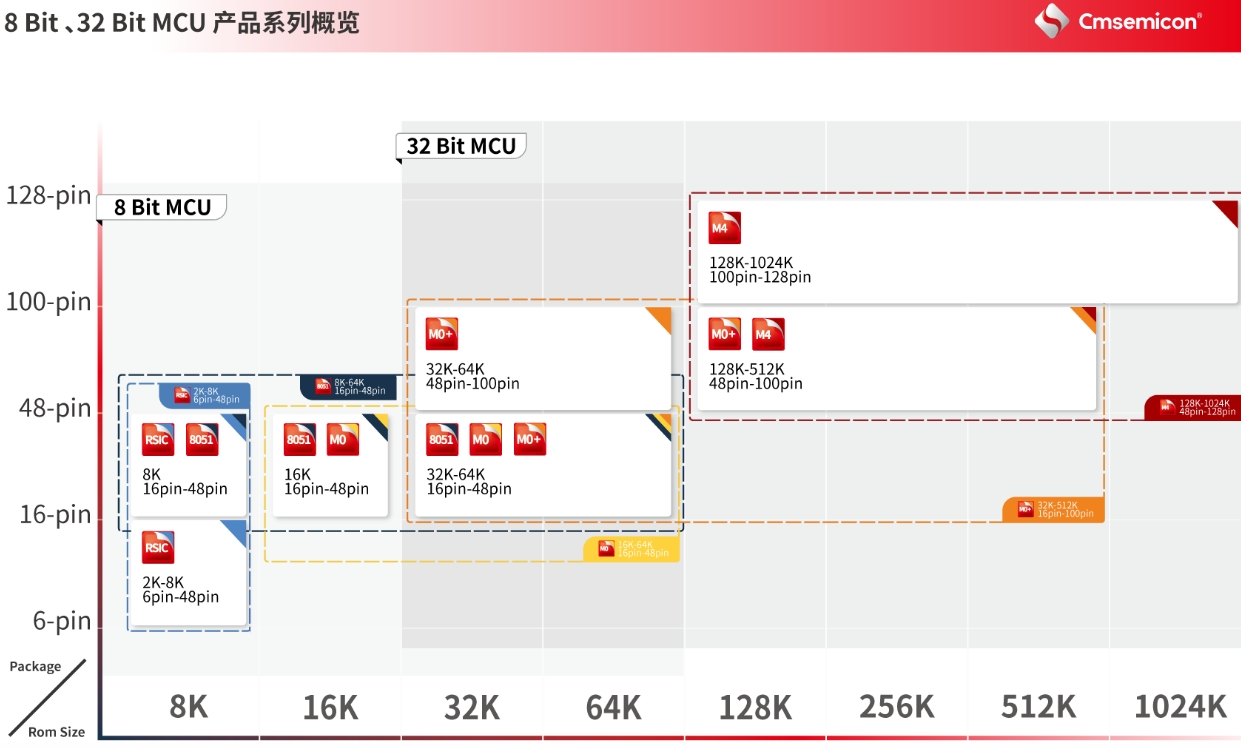 8 Bit 、32 Bit MCU 产品系列概览
Cmsemicon®
32 Bit MCU
128-pin
8 Bit MCU
M4
128K-1024K
100pin-128pin
100-pin
M0+
32K-64K
48pin-100pin
M0+ M4
128K-512K
48pin-100pin
RSIC
2K-8K
6pin-48pin
8051
8K-64K
16pin-48pin
48-pin
M4
128K-1024K
48pin-128pin
RSIC 8051
8K
16pin-48pin
8051 M0
16K
16pin-48pin
8051 M0 M0+
32K-64K
16pin-48pin
16-pin
M0+
32K-512K
16pin-100pin
M0
16K-64K
16pin-48pin
RSIC
2K-8K
6pin-48pin
6-pin
Package
Rom Size
8K 16K 32K 64K 128K 256K 512K 1024K